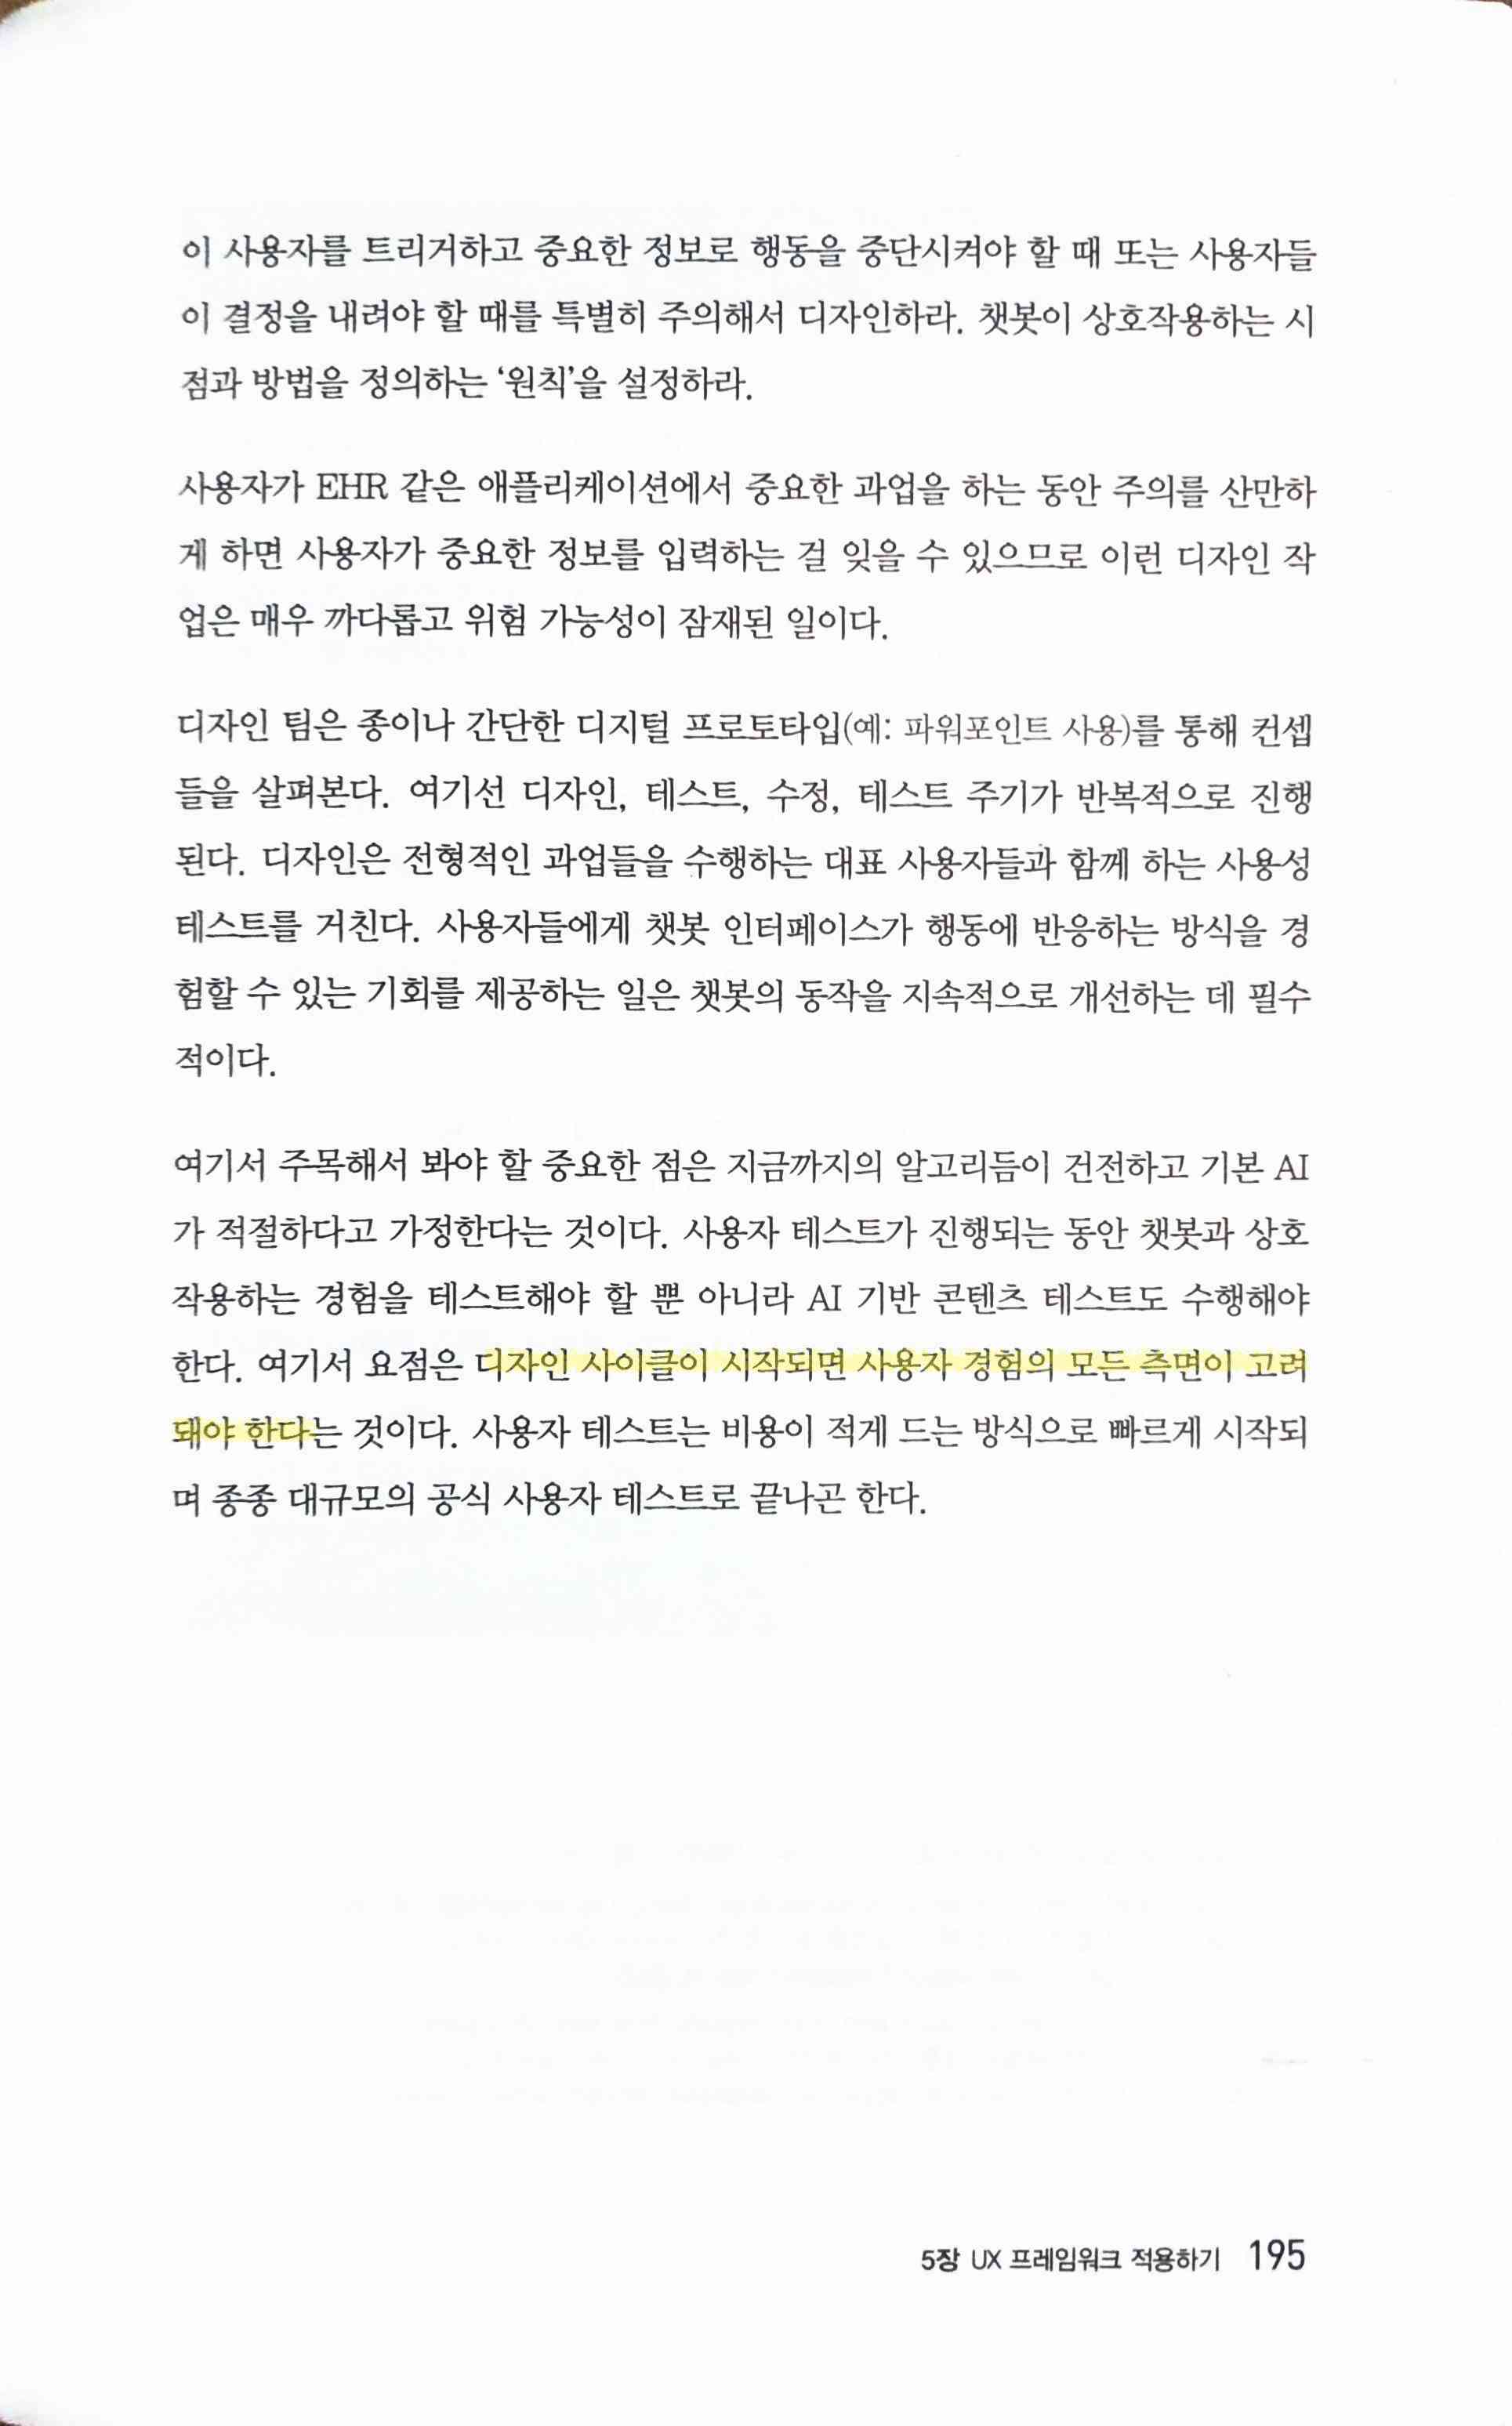 이 사용자를 트리거하고 중요한 정보로 행동을 중단시켜야 할 때 또는 사용자들
이 결정을 내려야 할 때를 특별히 주의해서 디자인하라. 챗봇이 상호작용하는 시
점과 방법을 정의하는 ‘원칙’을 설정하라.
사용자가 EHR 같은 애플리케이션에서 중요한 과업을 하는 동안 주의를 산만하
게 하면 사용자가 중요한 정보를 입력하는 걸 잊을 수 있으므로 이런 디자인 작
업은 매우 까다롭고 위험 가능성이 잠재된 일이다.
디자인 팀은 종이나 간단한 디지털 프로토타입(예: 파워포인트 사용)를 통해 컨셉
들을 살펴본다. 여기선 디자인, 테스트, 수정, 테스트 주기가 반복적으로 진행
된다. 디자인은 전형적인 과업들을 수행하는 대표 사용자들과 함께 하는 사용성
테스트를 거친다. 사용자들에게 챗봇 인터페이스가 행동에 반응하는 방식을 경
험할 수 있는 기회를 제공하는 일은 챗봇의 동작을 지속적으로 개선하는 데 필수
적이다.
여기서 주목해서 봐야 할 중요한 점은 지금까지의 알고리듬이 건전하고 기본 AI
가 적절하다고 가정한다는 것이다. 사용자 테스트가 진행되는 동안 챗봇과 상호
작용하는 경험을 테스트해야 할 뿐 아니라 AI 기반 콘텐츠 테스트도 수행해야
한다. 여기서 요점은 디자인 사이클이 시작되면 사용자 경험의 모든 측면이 고려
돼야 한다는 것이다. 사용자 테스트는 비용이 적게 드는 방식으로 빠르게 시작되
며 종종 대규모의 공식 사용자 테스트로 끝나곤 한다.
5장 UX 프레임워크 적용하기 195